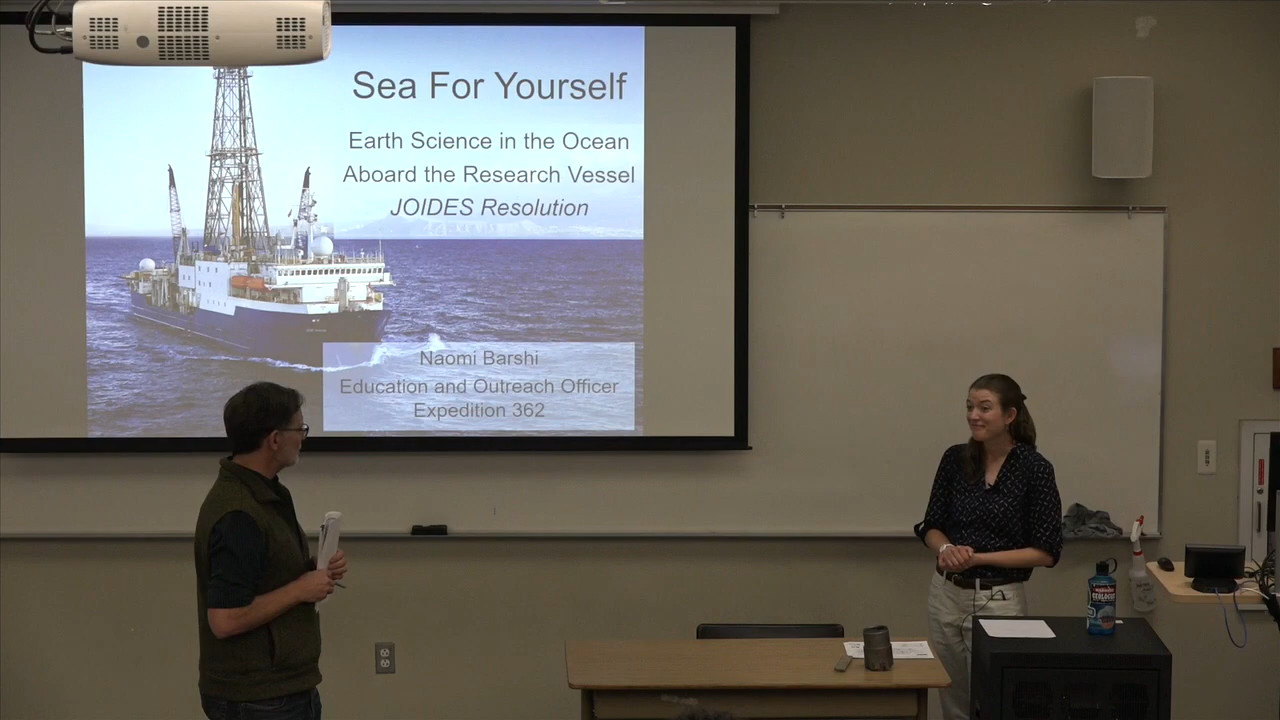 Sea For Yourself
Earth Science in the Ocean
Aboard the Research Vessel
JOIDES Resolution
Naomi Barshi
Education and Outreach Officer
Expedition 362